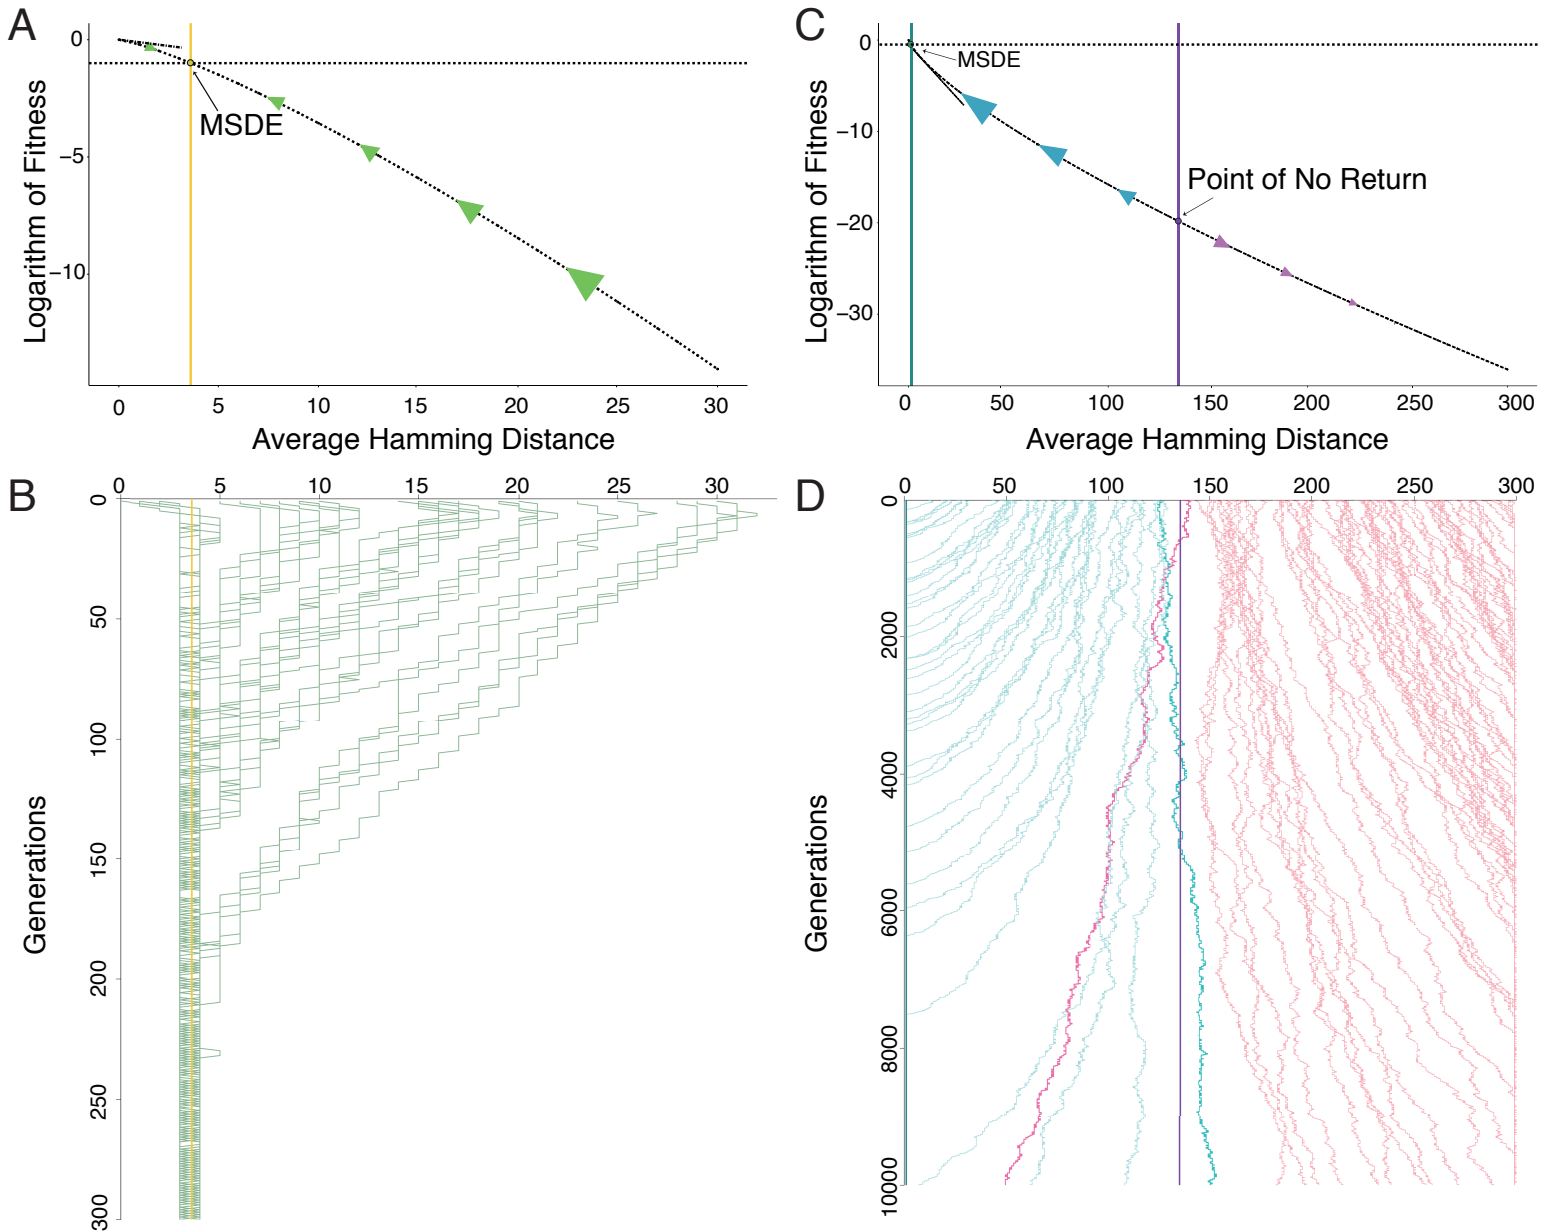 A
Logarithm of Fitness
0
−5
−10
MSDE
0 5 10 15 20 25 30
Average Hamming Distance
B
0 5 10 15 20 25 30
Generations
0
50
100
150
200
250
300
C
Logarithm of Fitness
0
−10
−20
−30
MSDE
Point of No Return
0 50 100 150 200 250 300
Average Hamming Distance
D
0 50 100 150 200 250 300
Generations
0
2000
4000
6000
8000
10000